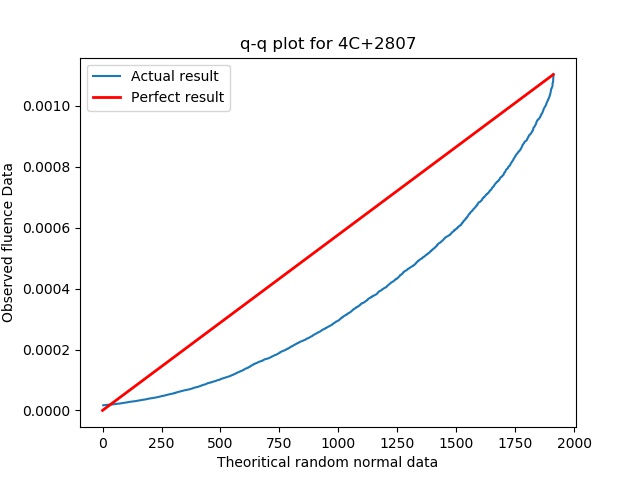 q-q plot for 4C+2807
Actual result
Perfect result
0.0010
0.0008
0.0006
0.0004
0.0002
0.0000
Observed fluence Data
0 250 500 750 1000 1250 1500 1750 2000
Theoritical random normal data